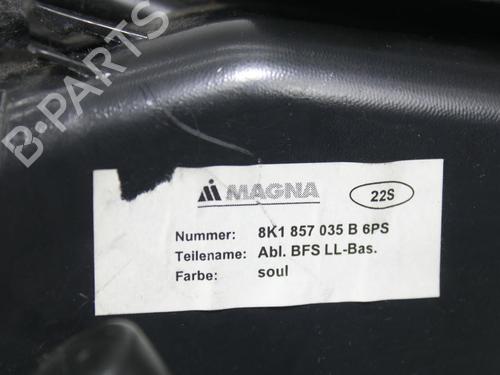 B-PARTS
MAGNA
22S
Nummer: 8K1 857 035 B 6PS
Teilename: Abl. BFS LL-Bas.
Farbe: soul